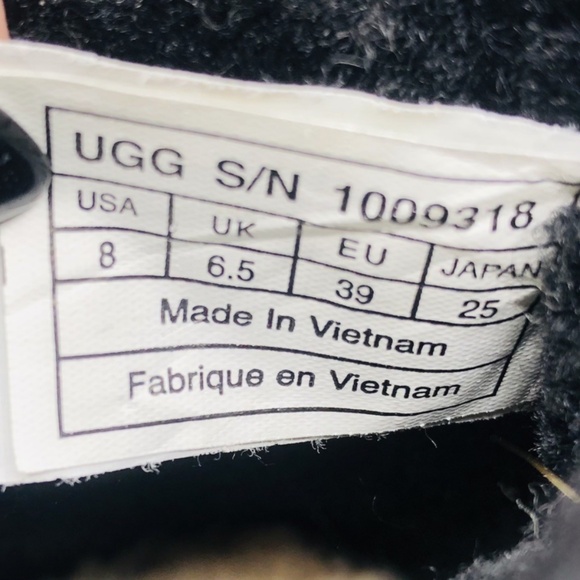 UGG S/N 1009318
USA UK EU JAPAN
8 6.5 39 25
Made In Vietnam
Fabrique en Vietnam